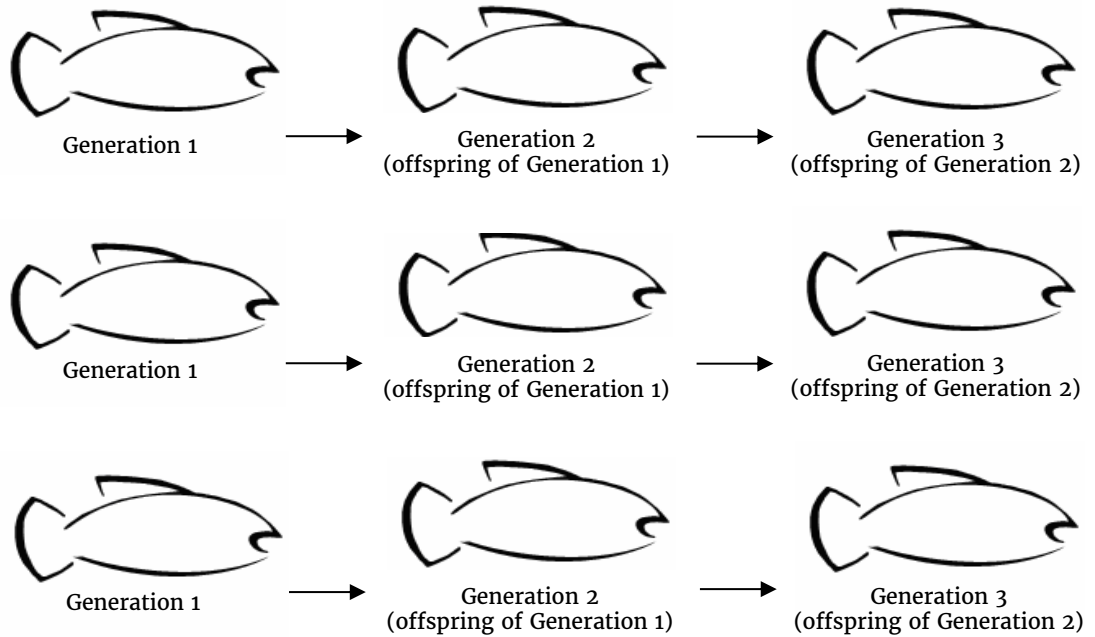 Generation 1
Generation 2
(offspring of Generation 1)
Generation 3
(offspring of Generation 2)
Generation 1
Generation 2
(offspring of Generation 1)
Generation 3
(offspring of Generation 2)
Generation 1
Generation 2
(offspring of Generation 1)
Generation 3
(offspring of Generation 2)